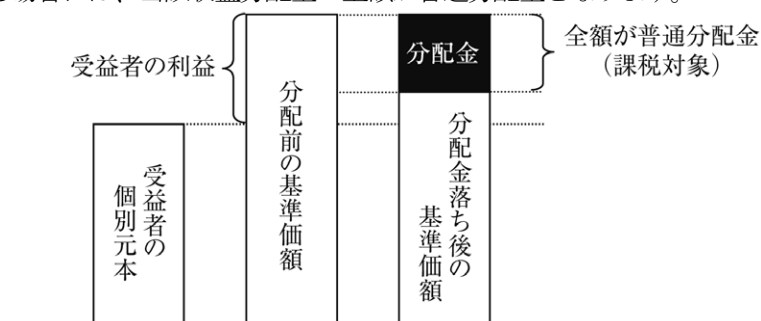 受益者の利益
分配金
全額が普通分配金
(課税対象)
受益者の
個別元本
分配前の基準価額
分配金落ち後の
基準価額